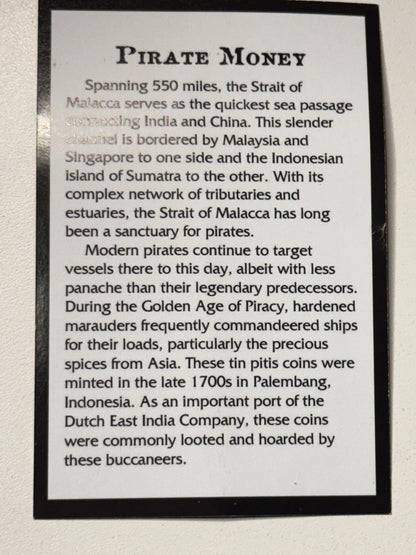 PIRATE MONEY
Spanning 550 miles, the Strait of
Malacca serves as the quickest sea passage
connecting India and China. This slender
channel is bordered by Malaysia and
Singapore to one side and the Indonesian
island of Sumatra to the other. With its
complex network of tributaries and
estuaries, the Strait of Malacca has long
been a sanctuary for pirates.
Modern pirates continue to target
vessels there to this day, albeit with less
panache than their legendary predecessors.
During the Golden Age of Piracy, hardened
marauders frequently commandeered ships
for their loads, particularly the precious
spices from Asia. These tin pitis coins were
minted in the late 1700s in Palembang,
Indonesia. As an important port of the
Dutch East India Company, these coins
were commonly looted and hoarded by
these buccaneers.